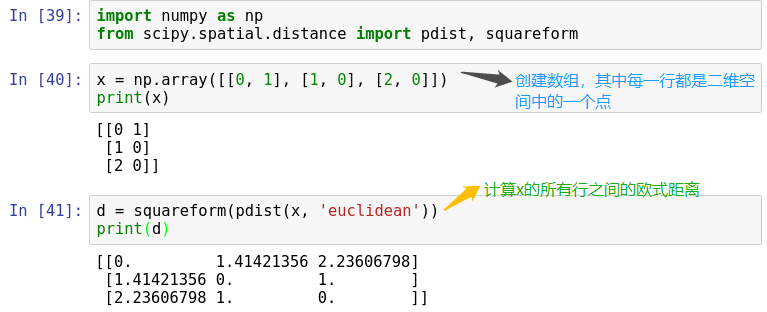 In [39]: import numpy as np
from scipy.spatial.distance import pdist, squareform
In [40]: x = np.array([[0, 1], [1, 0], [2, 0]])
print(x)
创建数组，其中每一行都是二维空
间中的一个点
[[0 1]
 [1 0]
 [2 0]]
计算x的所有行之间的欧式距离
In [41]: d = squareform(pdist(x, 'euclidean'))
print(d)
[[0.         1.41421356 2.23606798]
 [1.41421356 0.         1.        ]
 [2.23606798 1.         0.        ]]